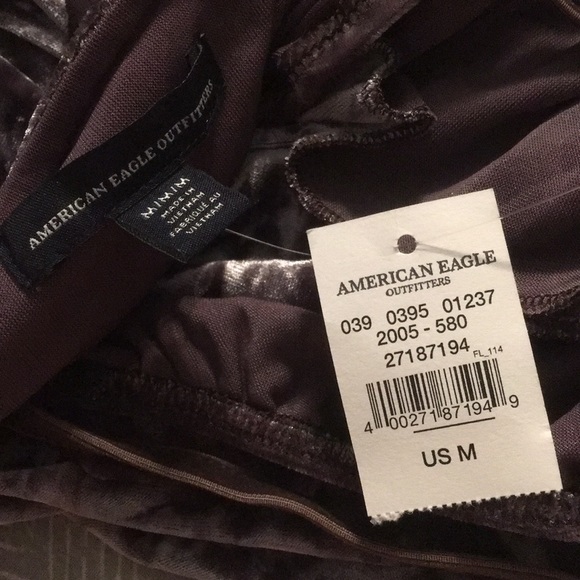 AMERICAN EAGLE OUTFITTERS
M/M/M
MADE IN
VIETNAM
FABRIQUÉ AU
VIETNAM
AMERICAN EAGLE
OUTFITTERS
039 0395 01237
2005-580
27187194
FL_114
4 00271 87194 9
US M